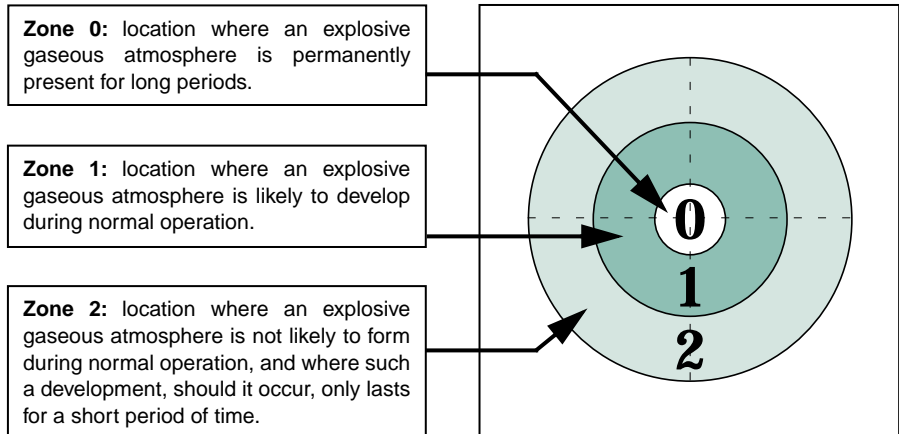 Zone 0: location where an explosive
gaseous atmosphere is permanently
present for long periods.
Zone 1: location where an explosive
gaseous atmosphere is likely to develop
during normal operation.
Zone 2: location where an explosive
gaseous atmosphere is not likely to form
during normal operation, and where such
a development, should it occur, only lasts
for a short period of time.
0
1
2